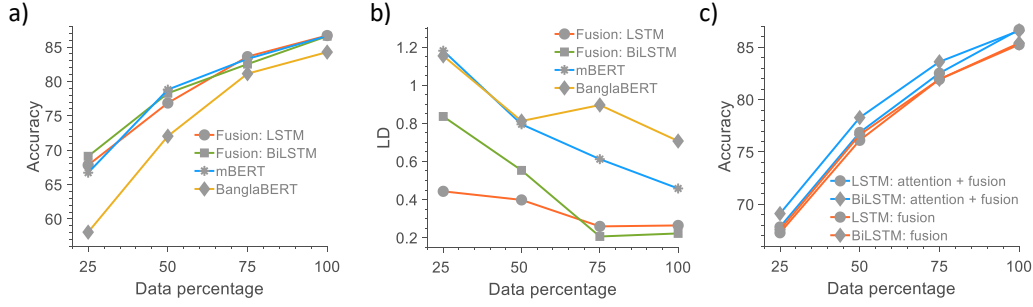 a)
Accuracy
85
80
75
70
65
60
25
50
75
100
Data percentage
Fusion: LSTM
Fusion: BiLSTM
mBERT
BanglaBERT
b)
LD
1.2
1
0.8
0.6
0.4
0.2
25
50
75
100
Data percentage
Fusion: LSTM
Fusion: BiLSTM
mBERT
BanglaBERT
c)
Accuracy
85
80
75
70
25
50
75
100
Data percentage
LSTM: attention + fusion
BiLSTM: attention + fusion
LSTM: fusion
BiLSTM: fusion